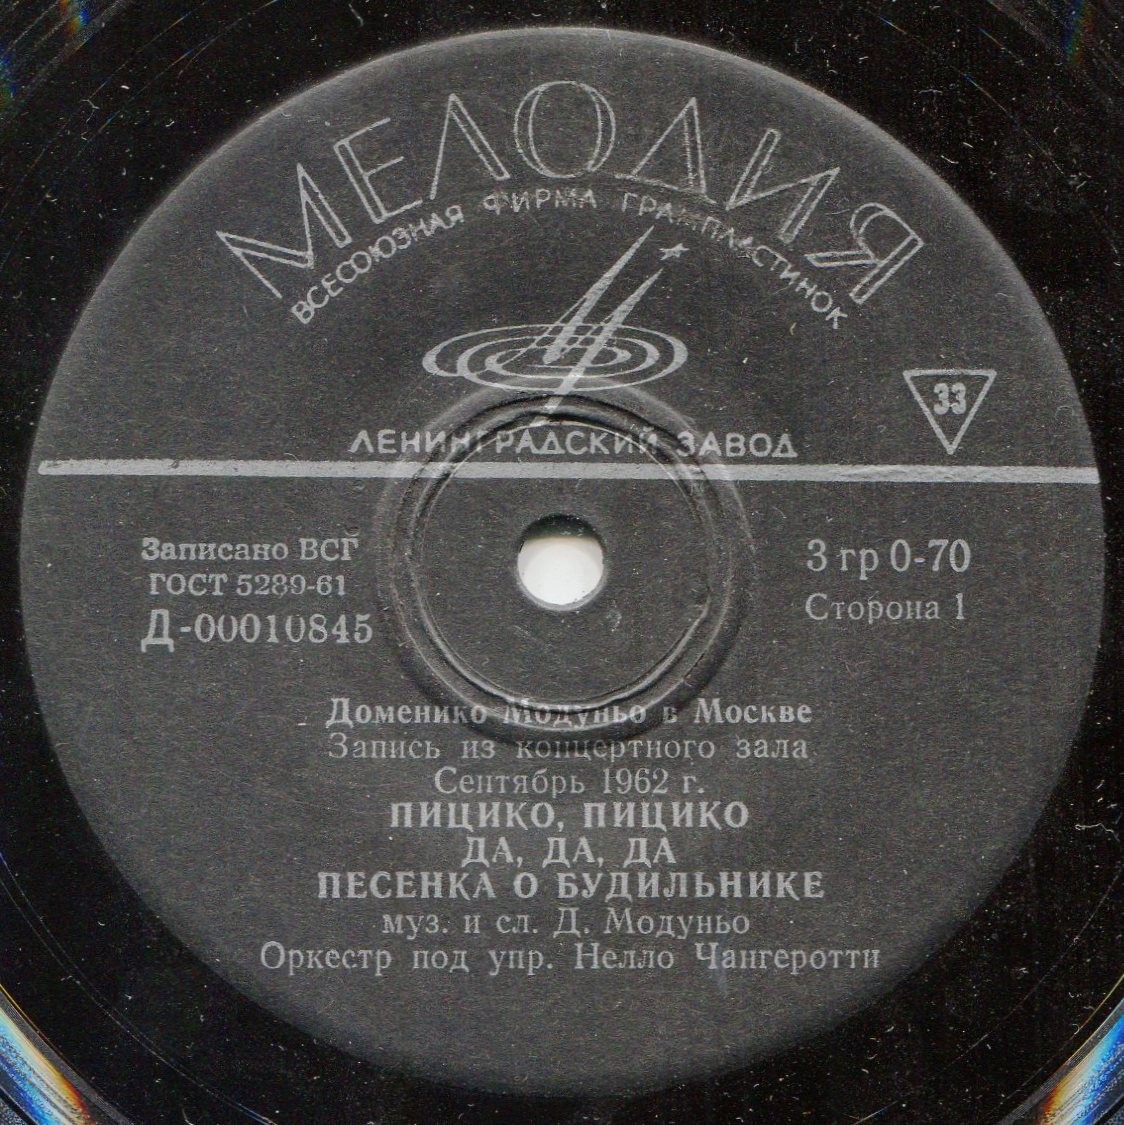 МЕЛОДИЯ
ВСЕСОЮЗНАЯ ФИРМА ГРАМПЛАСТИНОК
33
ЛЕНИНГРАДСКИЙ ЗАВОД
Записано ВСГ
ГОСТ 5289-61
Д-00010845
3 гр 0-70
Сторона 1
Доменико Модуньо в Москве
Запись из концертного зала
Сентябрь 1962 г.
ПИЦИКО, ПИЦИКО
ДА, ДА, ДА
ПЕСЕНКА О БУДИЛЬНИКЕ
муз. и сл. Д. Модуньо
Оркестр под упр. Нелло Чангеротти